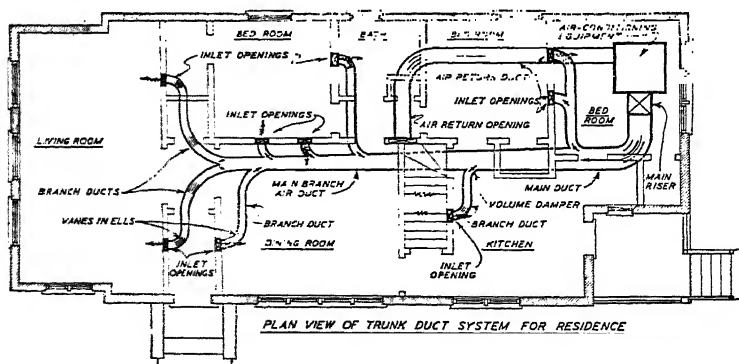 AIR-CONDITIONING
EQUIPMENT
BED ROOM
BATH
BED ROOM
INLET OPENINGS
AIR RETURN DUCT
INLET OPENINGS
INLET OPENINGS
BED
ROOM
AIR RETURN OPENING
LIVING ROOM
MAIN
RISER
BRANCH DUCTS
MAIN BRANCH
AIR DUCT
MAIN DUCT
VOLUME DAMPER
VANES IN ELLS
BRANCH DUCT
BRANCH DUCT
DINING ROOM
KITCHEN
INLET
OPENINGS
INLET
OPENING
PLAN VIEW OF TRUNK DUCT SYSTEM FOR RESIDENCE